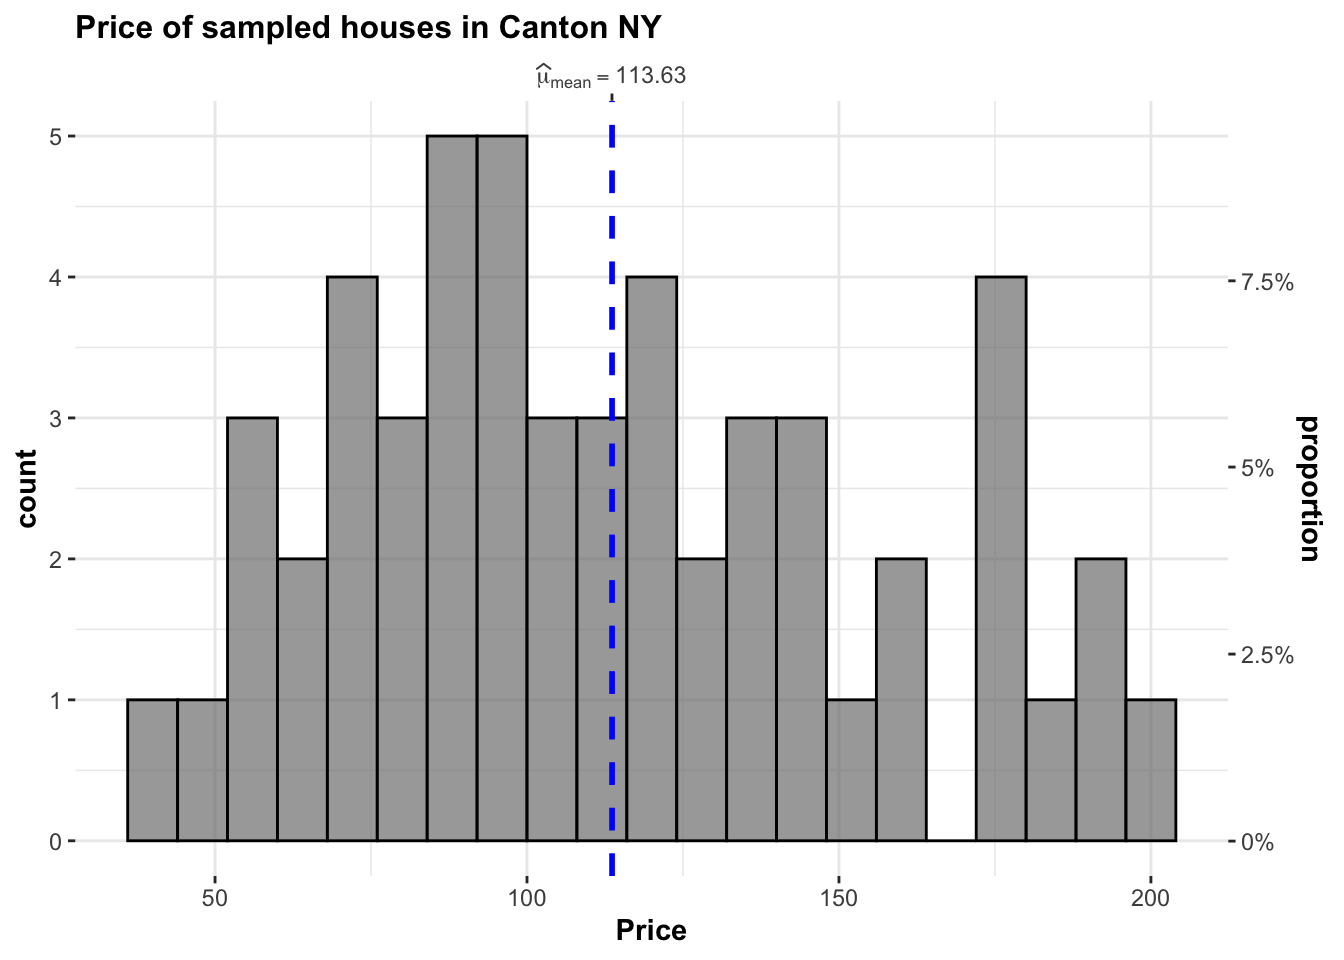 Price of sampled houses in Canton NY
μ̂mean = 113.63
5
4
3
2
1
0
count
7.5%
5%
2.5%
0%
proportion
50 100 150 200
Price